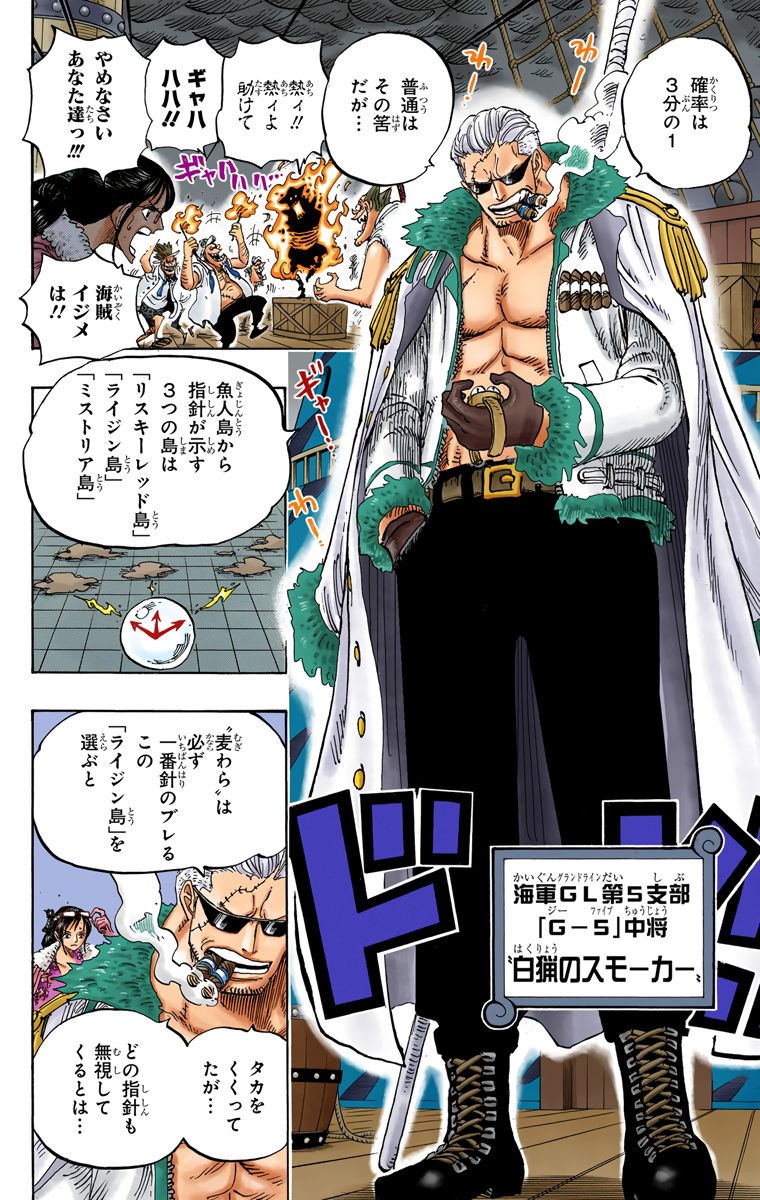 確率は
３分の１
普通は
その筈
だが…
わー
わー
熱ィ!!
熱ィよ
助けて
ギャハ
ハハ!!
ギャハハハ…
やめなさい
あなた達っ!!!
海賊
イジメ
は!!
ギャー!
わー!
魚人島から
指針が示す
３つの島は
「リスキーレッド島」
「ライジン島」
「ミストリア島」
〝麦わら〟は
必ず
一番針のブレる
この
「ライジン島」を
選ぶと
タカを
くくって
たが…
どの指針も
無視して
くるとは…
ドン
海軍GL第5支部
「G－5」中将
〝白猟のスモーカー〟